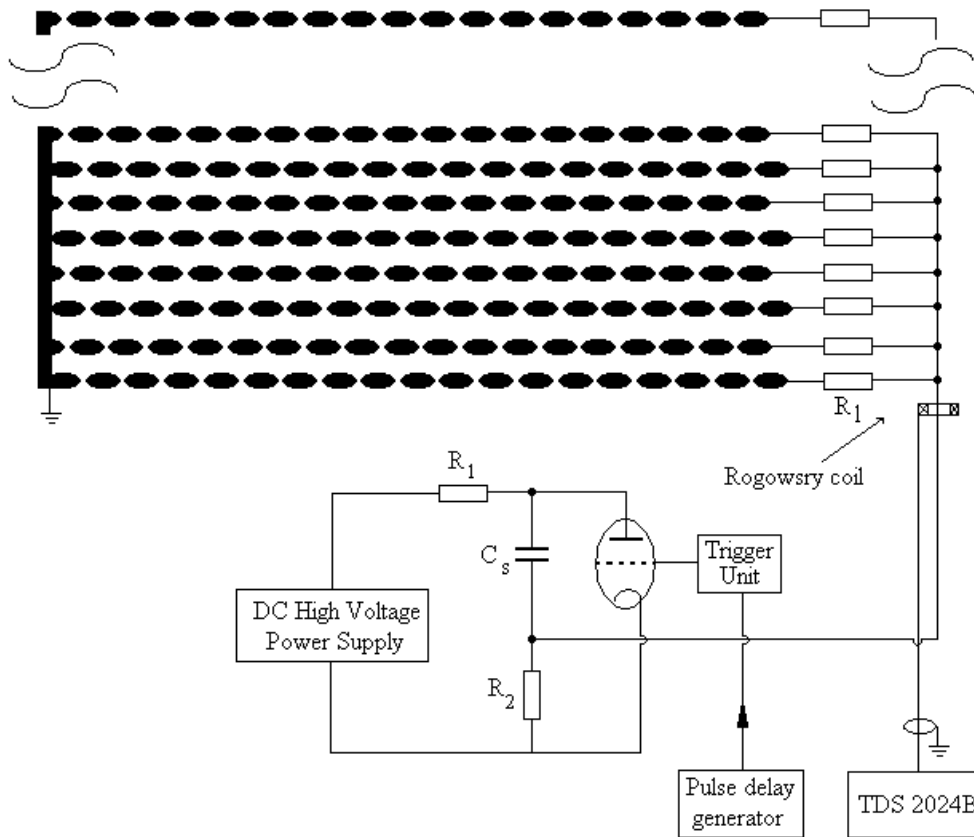 R1
Rogowsry coil
R1
Cs
Trigger
Unit
DC High Voltage
Power Supply
R2
Pulse delay
generator
TDS 2024B